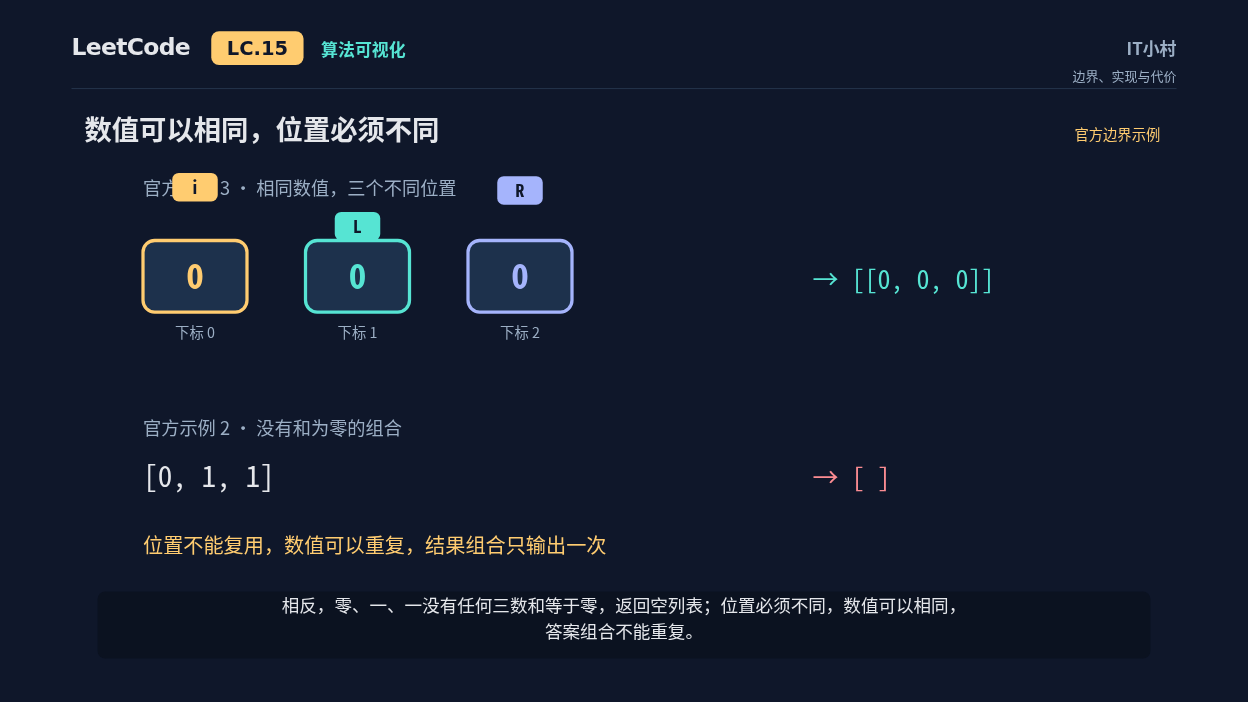 LeetCode LC.15 算法可视化
IT小村
边界、实现与代价
数值可以相同，位置必须不同
官方边界示例
官方 3 · 相同数值，三个不同位置
i
R
L
0 0 0
→ [[0, 0, 0]]
下标 0 下标 1 下标 2
官方示例 2 · 没有和为零的组合
[0, 1, 1]
→ [ ]
位置不能复用，数值可以重复，结果组合只输出一次
相反，零、一、一没有任何三数和等于零，返回空列表；位置必须不同，数值可以相同，
答案组合不能重复。